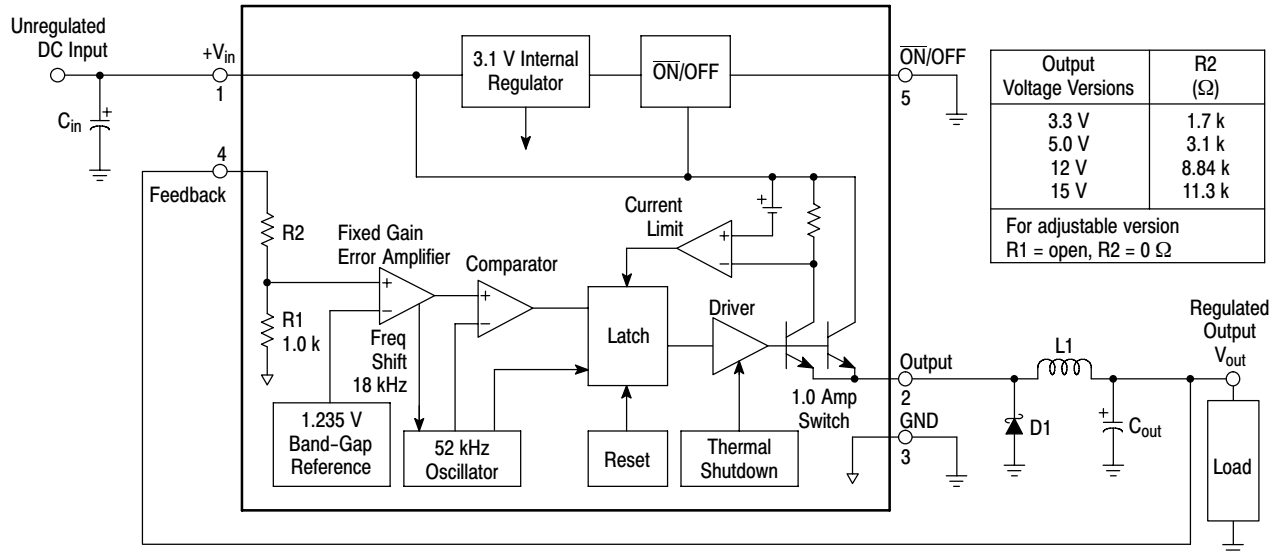 Unregulated
DC Input
+Vin
1
Cin
+
4
Feedback
3.1 V Internal
Regulator
ON/OFF
ON/OFF
5
Output
Voltage Versions
R2
(Ω)
3.3 V
1.7 k
5.0 V
3.1 k
12 V
8.84 k
15 V
11.3 k
For adjustable version
R1 = open, R2 = 0 Ω
R2
R1
1.0 k
Fixed Gain
Error Amplifier
+
−
Comparator
+
−
Current
Limit
+
−
+
Freq
Shift
18 kHz
Latch
Driver
1.0 Amp
Switch
1.235 V
Band-Gap
Reference
52 kHz
Oscillator
Reset
Thermal
Shutdown
Output
2
GND
3
L1
D1
+
Cout
Regulated
Output
Vout
Load